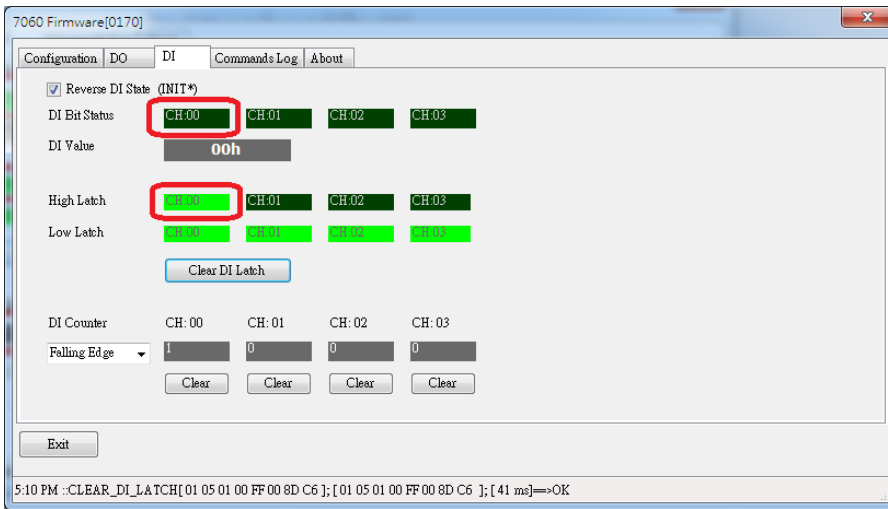 7060 Firmware[0170]
Configuration DO DI Commands Log About
Reverse DI State (INIT*)
DI Bit Status CH:00 CH:01 CH:02 CH:03
DI Value 00h
High Latch CH:00 CH:01 CH:02 CH:03
Low Latch CH:00 CH:01 CH:02 CH:03
Clear DI Latch
DI Counter CH: 00 CH: 01 CH: 02 CH: 03
Falling Edge 1 0 0 0
Clear Clear Clear Clear
Exit
5:10 PM ::CLEAR_DI_LATCH[ 01 05 01 00 FF 00 8D C6 ]; [ 01 05 01 00 FF 00 8D C6 ]; [ 41 ms]==>OK